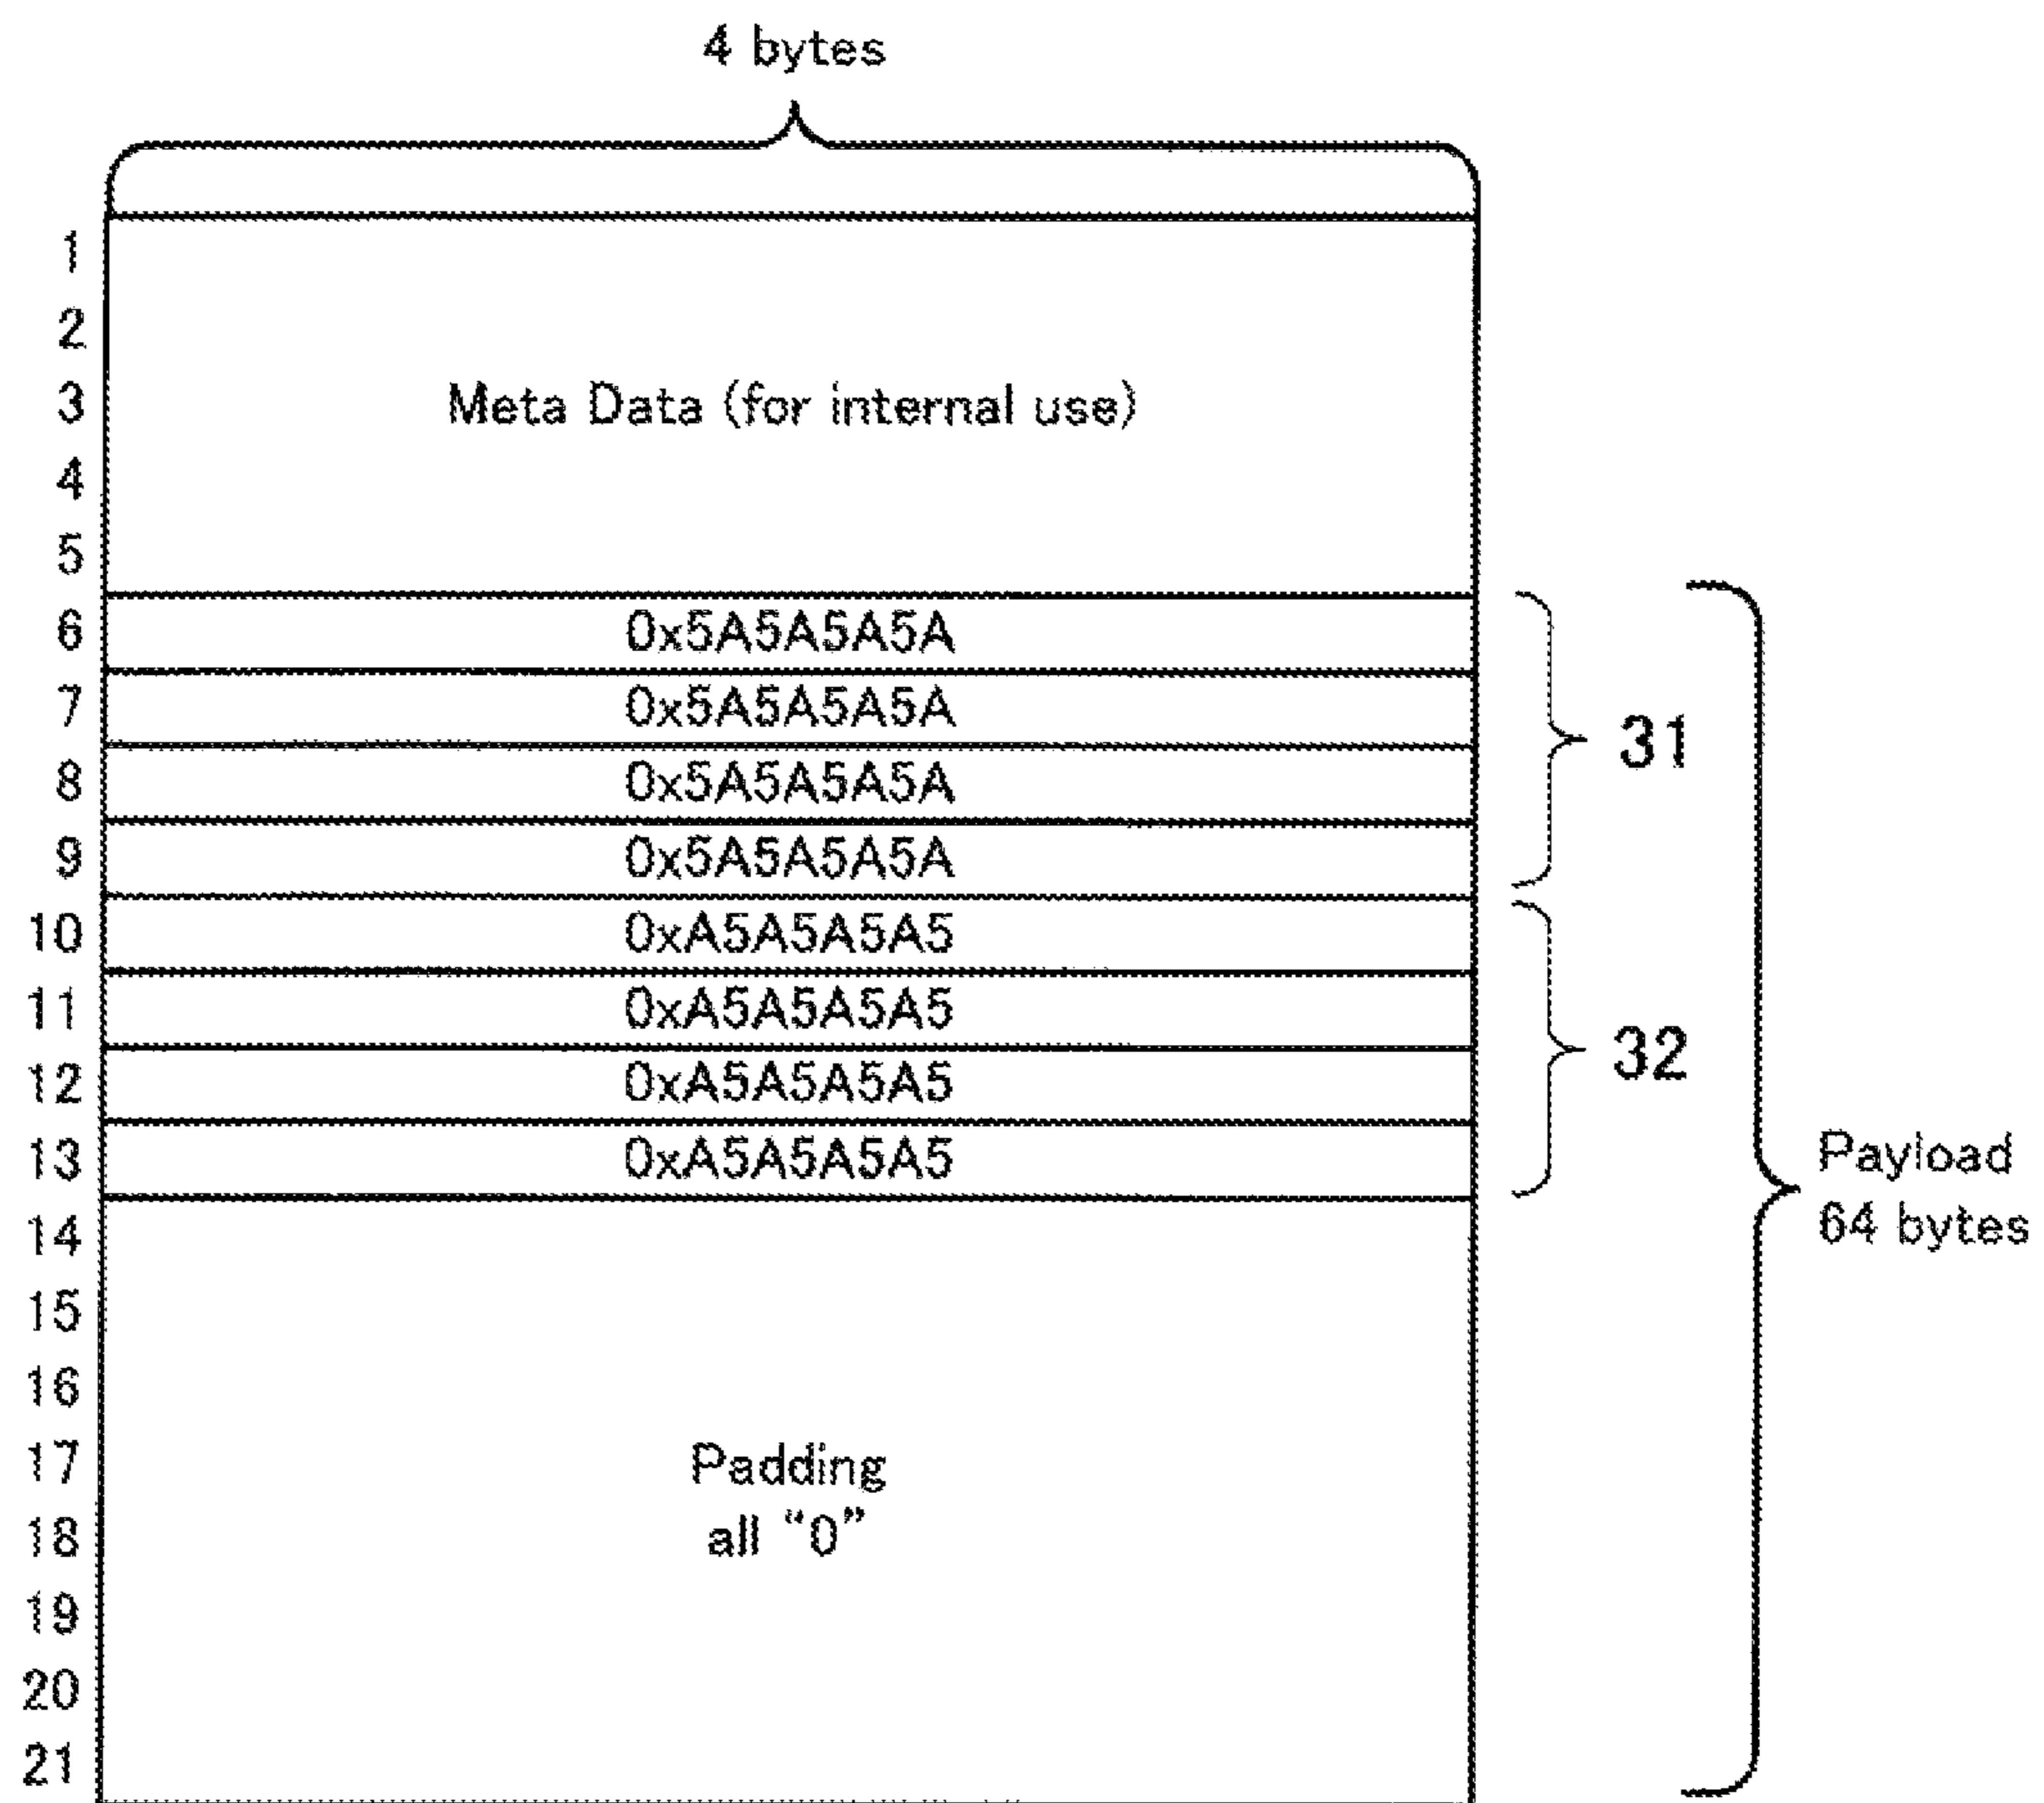 4 bytes
1
2
3 Meta Data (for internal use)
4
5
6 0x5A5A5A5A
7 0x5A5A5A5A
31
8 0x5A5A5A5A
9 0x5A5A5A5A
10 0xA5A5A5A5
11 0xA5A5A5A5
32
12 0xA5A5A5A5
13 0xA5A5A5A5
Payload
64 bytes
14
15
16
17 Padding
18 all “0”
19
20
21